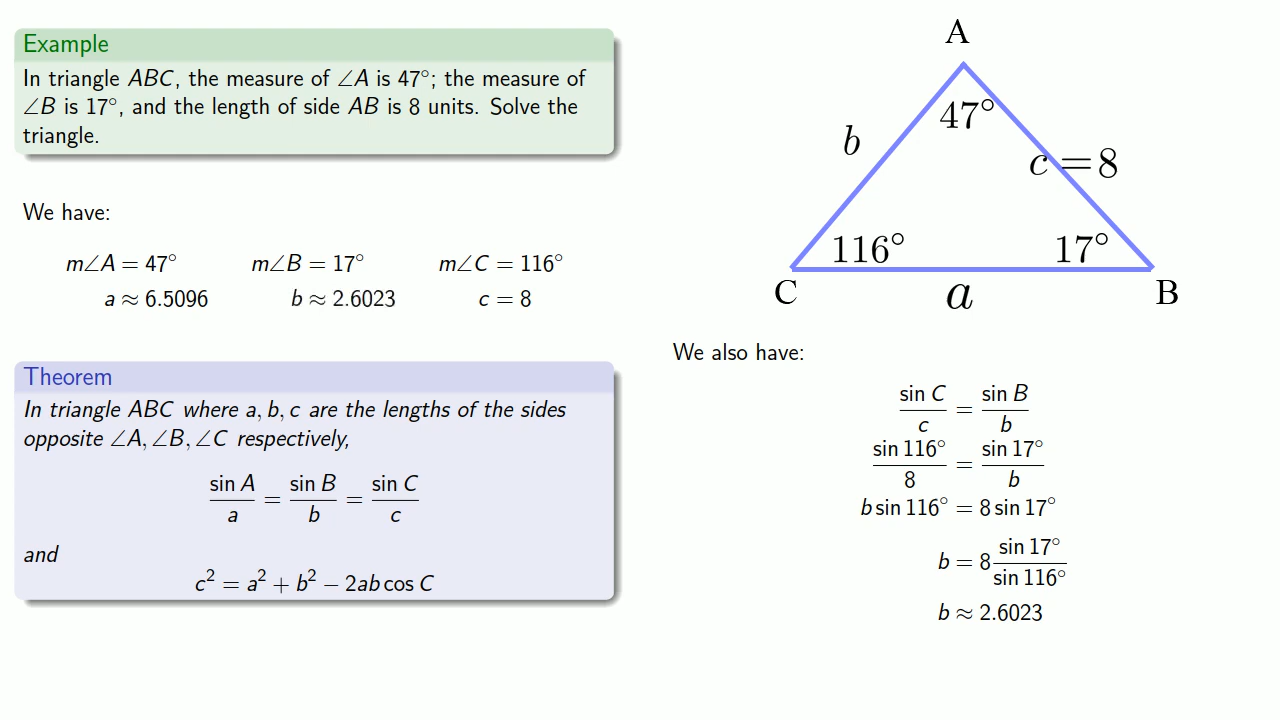 Example
In triangle ABC, the measure of ∠A is 47°; the measure of
∠B is 17°, and the length of side AB is 8 units. Solve the
triangle.
We have:
m∠A = 47° m∠B = 17° m∠C = 116°
a ≈ 6.5096 b ≈ 2.6023 c = 8
Theorem
In triangle ABC where a, b, c are the lengths of the sides
opposite ∠A, ∠B, ∠C respectively,
sin A / a = sin B / b = sin C / c
and
c² = a² + b² − 2ab cos C
A
47°
b
c = 8
116° 17°
C a B
We also have:
sin C / c = sin B / b
sin 116° / 8 = sin 17° / b
b sin 116° = 8 sin 17°
b = 8 sin 17° / sin 116°
b ≈ 2.6023